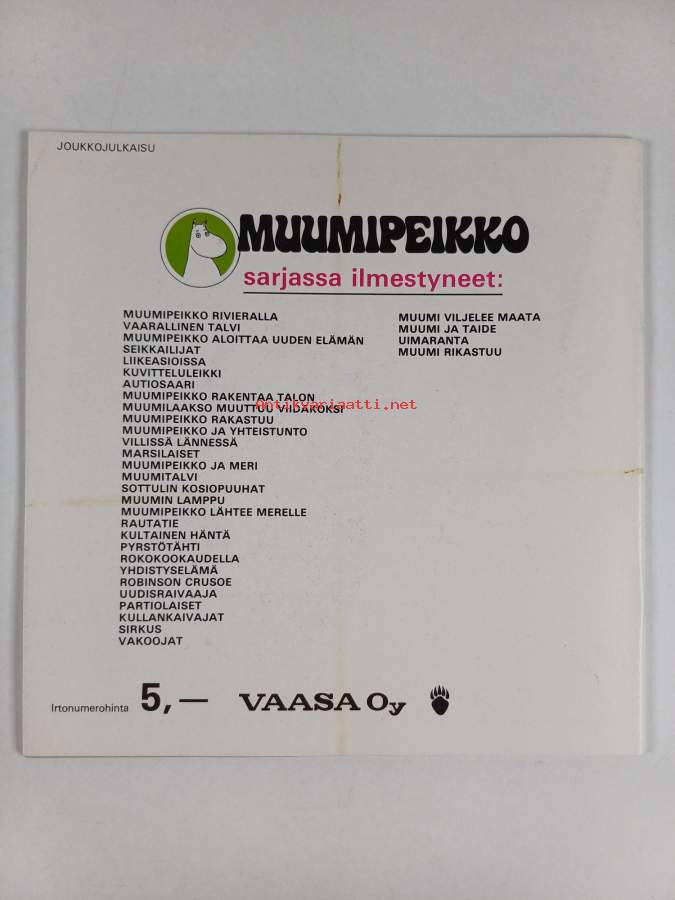 JOUKKOJULKAISU
MUUMIPEIKKO
sarjassa ilmestyneet:
MUUMIPEIKKO RIVIERALLA
VAARALLINEN TALVI
MUUMIPEIKKO ALOITTAA UUDEN ELÄMÄN
SEIKKAILIJAT
LIIKEASIOISSA
KUVITTELULEIKKI
AUTIOSAARI
MUUMIPEIKKO RAKENTAA TALON
MUUMILAAKSO MUUTTUU VIIDAKOKSI
MUUMIPEIKKO RAKASTUU
MUUMIPEIKKO JA YHTEISTUNTO
VILLISSÄ LÄNNESSÄ
MARSILAISET
MUUMIPEIKKO JA MERI
MUUMITALVI
SOTTULIN KOSIOPUUHAT
MUUMIN LAMPPU
MUUMIPEIKKO LÄHTEE MERELLE
RAUTATIE
KULTAINEN HÄNTÄ
PYRSTÖTÄHTI
ROKOKOOKAUDELLA
YHDISTYSELÄMÄ
ROBINSON CRUSOE
UUDISRAIVAAJA
PARTIOLAISET
KULLANKAIVAJAT
SIRKUS
VAKOOJAT
MUUMI VILJELEE MAATA
MUUMI JA TAIDE
UIMARANTA
MUUMI RIKASTUU
Antikvariaatti.net
Irtonumerohinta 5,— VAASA Oy